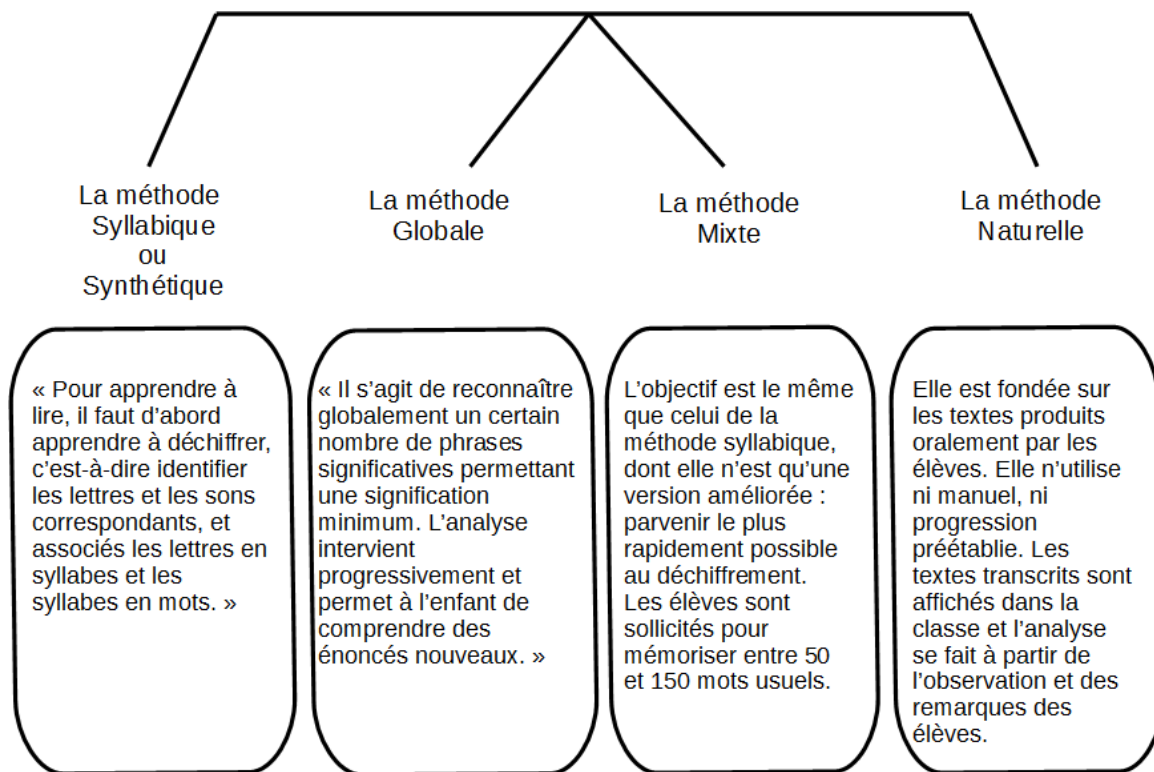 La méthode
Syllabique
ou
Synthétique
La méthode
Globale
La méthode
Mixte
La méthode
Naturelle
« Pour apprendre à
lire, il faut d’abord
apprendre à déchiffrer,
c’est-à-dire identifier
les lettres et les sons
correspondants, et
associés les lettres en
syllabes et les
syllabes en mots. »
« Il s’agit de reconnaître
globalement un certain
nombre de phrases
significatives permettant
une signification
minimum. L’analyse
intervient
progressivement et
permet à l’enfant de
comprendre des
énoncés nouveaux. »
L’objectif est le même
que celui de la
méthode syllabique,
dont elle n’est qu’une
version améliorée :
parvenir le plus
rapidement possible
au déchiffrement.
Les élèves sont
sollicités pour
mémoriser entre 50
et 150 mots usuels.
Elle est fondée sur
les textes produits
oralement par les
élèves. Elle n’utilise
ni manuel, ni
progression
préétablie. Les
textes transcrits sont
affichés dans la
classe et l’analyse
se fait à partir de
l’observation et des
remarques des
élèves.